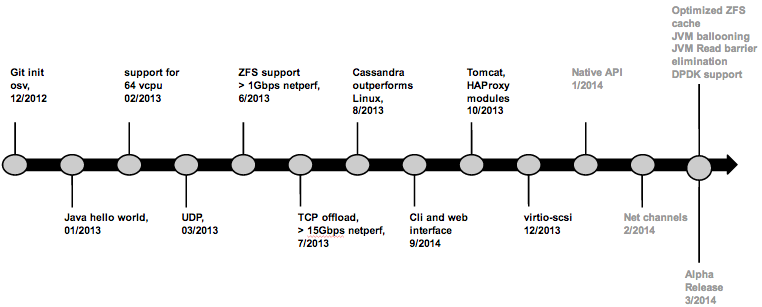 Git init
osv,
12/2012
Java hello world,
01/2013
support for
64 vcpu
02/2013
UDP,
03/2013
ZFS support
> 1Gbps netperf,
6/2013
TCP offload,
> 15Gbps netperf,
7/2013
Cassandra
outperforms
Linux,
8/2013
Cli and web
interface
9/2014
Tomcat,
HAProxy
modules
10/2013
virtio-scsi
12/2013
Native API
1/2014
Net channels
2/2014
Optimized ZFS
cache
JVM ballooning
JVM Read barrier
elimination
DPDK support
Alpha
Release
3/2014